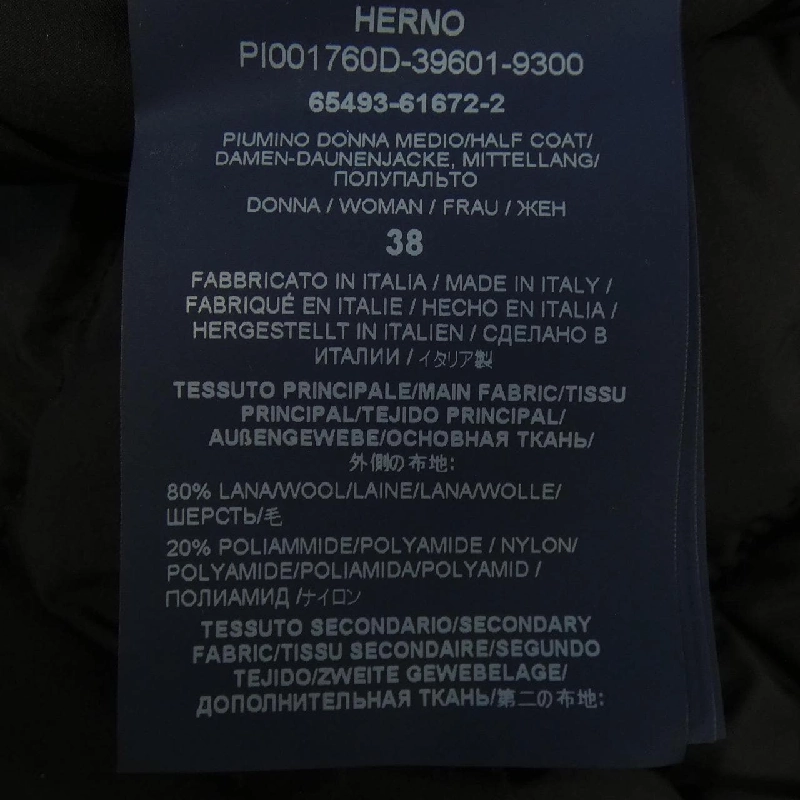 HERNO
PI001760D-39601-9300
65493-61672-2
PIUMINO DONNA MEDIO/HALF COAT/
DAMEN-DAUNENJACKE, MITTELLANG/
ПОЛУПАЛЬТО
DONNA / WOMAN / FRAU / ЖЕН
38
FABBRICATO IN ITALIA / MADE IN ITALY /
FABRIQUÉ EN ITALIE / HECHO EN ITALIA /
HERGESTELLT IN ITALIEN / СДЕЛАНО В
ИТАЛИИ / イタリア製
TESSUTO PRINCIPALE/MAIN FABRIC/TISSU
PRINCIPAL/TEJIDO PRINCIPAL/
AUßENGEWEBE/ОСНОВНАЯ ТКАНЬ/
外側の布地:
80% LANA/WOOL/LAINE/LANA/WOLLE/
ШЕРСТЬ/毛
20% POLIAMMIDE/POLYAMIDE / NYLON/
POLYAMIDE/POLIAMIDA/POLYAMID /
ПОЛИАМИД /ナイロン
TESSUTO SECONDARIO/SECONDARY
FABRIC/TISSU SECONDAIRE/SEGUNDO
TEJIDO/ZWEITE GEWEBELAGE/
ДОПОЛНИТЕЛЬНАЯ ТКАНЬ/第二の布地: